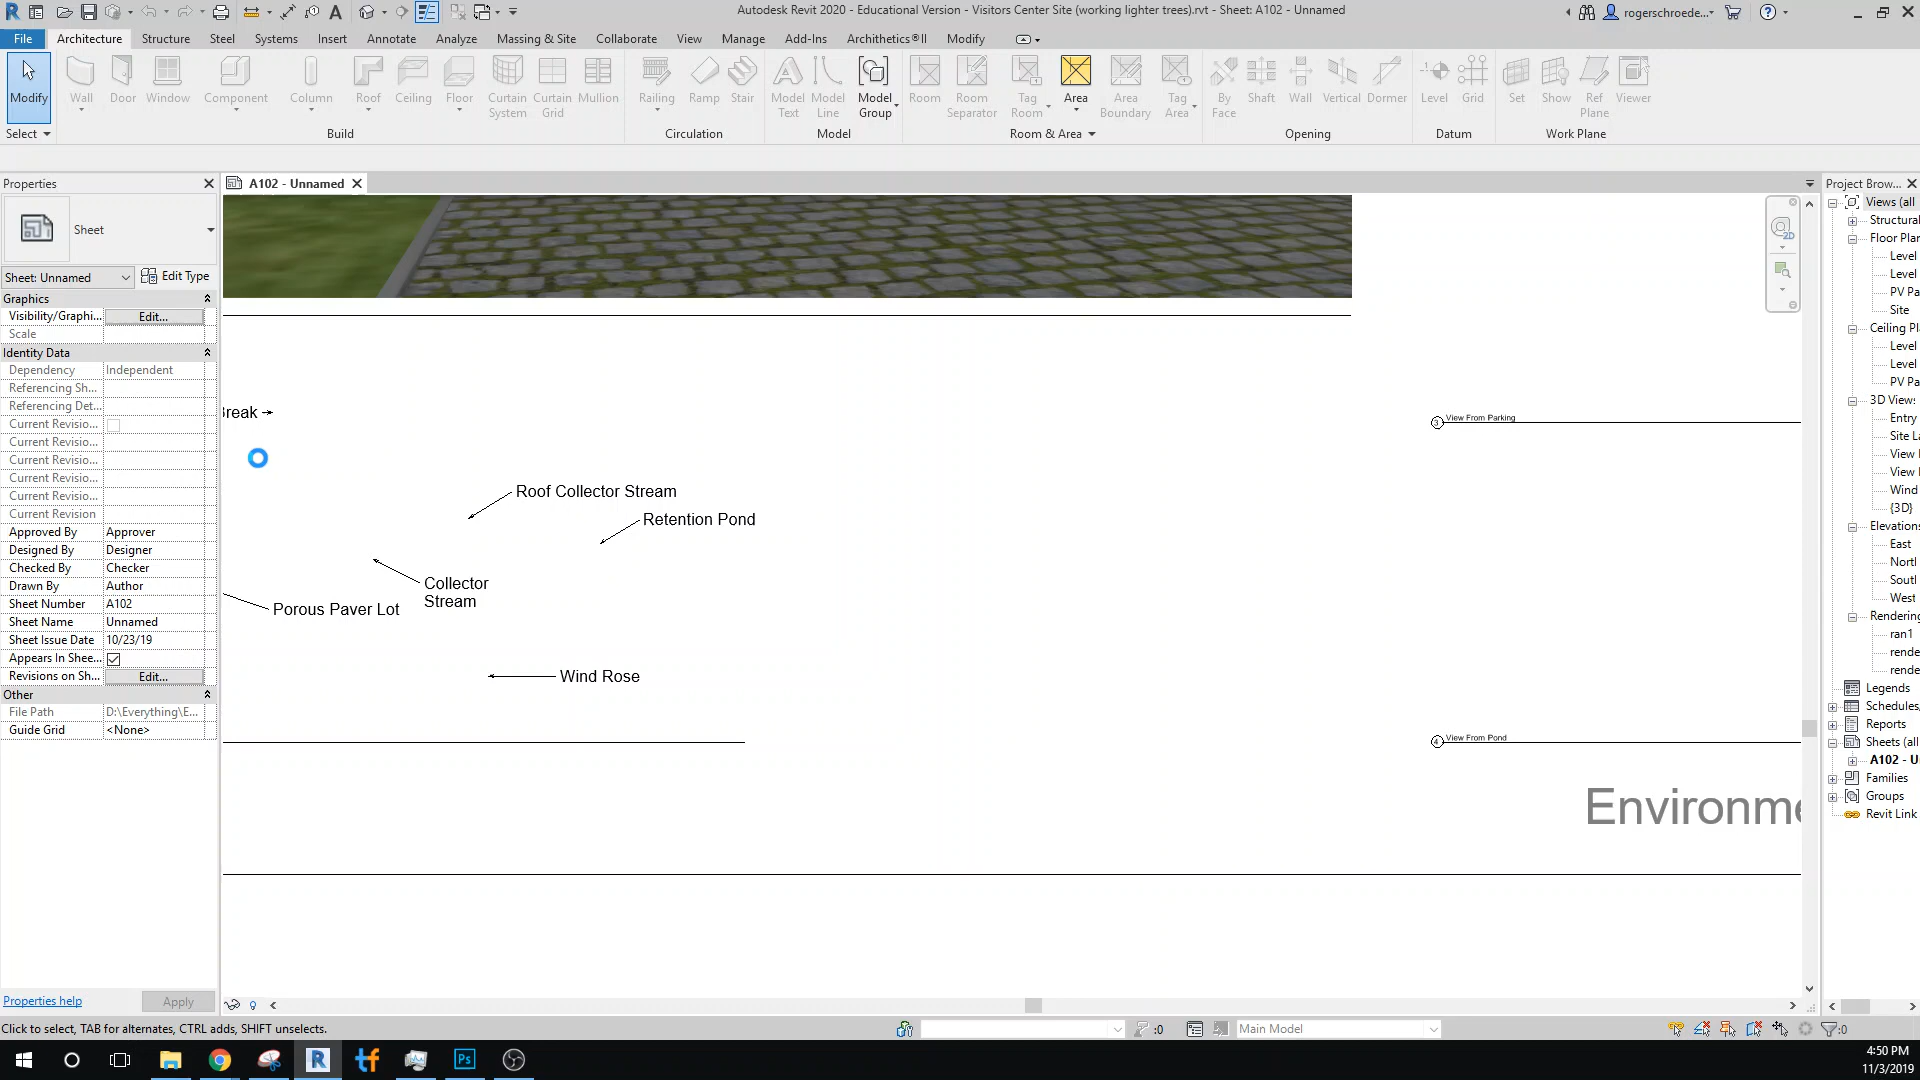 Autodesk Revit 2020 - Educational Version - Visitors Center Site (working lighter trees).rvt - Sheet: A102 - Unnamed
rogerschroede...
File Architecture Structure Steel Systems Insert Annotate Analyze Massing & Site Collaborate View Manage Add-Ins Archithetics®II Modify
Modify Wall Door Window Component Column Roof Ceiling Floor Curtain System Curtain Grid Mullion Railing Ramp Stair Model Text Model Line Model Group Room Room Separator Tag Room Area Area Boundary Tag Area By Face Shaft Wall Vertical Dormer Level Grid Set Show Ref Plane Viewer
Select Build Circulation Model Room & Area Opening Datum Work Plane
Properties
Sheet
Sheet: Unnamed Edit Type
Graphics
Visibility/Graphi... Edit...
Scale
Identity Data
Dependency Independent
Referencing Sh...
Referencing Det...
Current Revisio...
Current Revisio...
Current Revisio...
Current Revisio...
Current Revisio...
Current Revision
Approved By Approver
Designed By Designer
Checked By Checker
Drawn By Author
Sheet Number A102
Sheet Name Unnamed
Sheet Issue Date 10/23/19
Appears In Shee...
Revisions on Sh... Edit...
Other
File Path D:\Everything\E...
Guide Grid <None>
Properties help Apply
A102 - Unnamed
2D
reak
Roof Collector Stream
Retention Pond
Collector
Stream
Porous Paver Lot
Wind Rose
3 View From Parking
4 View From Pond
Environme
Project Brow...
Views (all
Structural
Floor Plan
Level
Level
PV Pa
Site
Ceiling Pl
Level
Level
PV Pa
3D Views
Entry
Site La
View
View
Wind
{3D}
Elevations
East
North
South
West
Rendering
ran1
rende
rende
Legends
Schedules,
Reports
Sheets (all
A102 - U
Families
Groups
Revit Link
Click to select, TAB for alternates, CTRL adds, SHIFT unselects.
:0
Main Model
:0
Ps
4:50 PM
11/3/2019